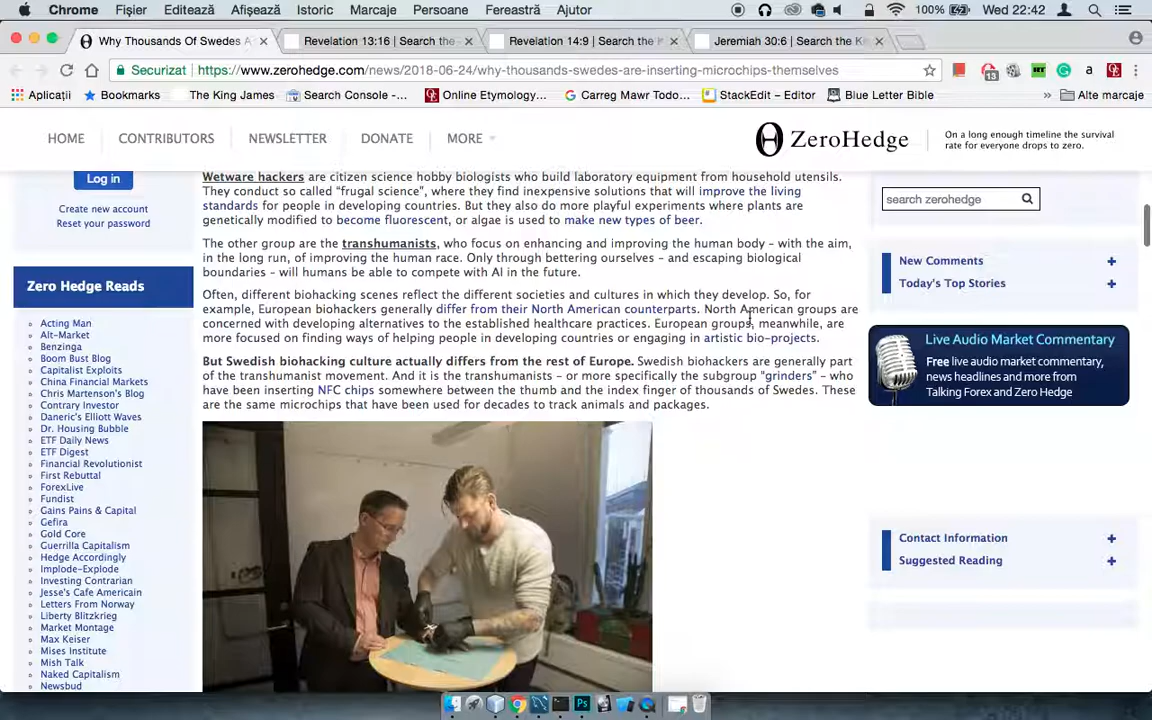 Chrome Fișier Editează Afișează Istoric Marcaje Persoane Fereastră Ajutor 100% Wed 22:42
Why Thousands Of Swedes A
Revelation 13:16 | Search the
Revelation 14:9 | Search the
Jeremiah 30:6 | Search the Ki
Securizat https://www.zerohedge.com/news/2018-06-24/why-thousands-swedes-are-inserting-microchips-themselves
13
Aplicații Bookmarks The King James Search Console -... Online Etymology... Carreg Mawr Todo... StackEdit – Editor Blue Letter Bible » Alte marcaje
HOME CONTRIBUTORS NEWSLETTER DONATE MORE
ZeroHedge
On a long enough timeline the survival
rate for everyone drops to zero.
Log in
Create new account
Reset your password
Zero Hedge Reads
Acting Man
Alt-Market
Benzinga
Boom Bust Blog
Capitalist Exploits
China Financial Markets
Chris Martenson's Blog
Contrary Investor
Daneric's Elliott Waves
Dr. Housing Bubble
ETF Daily News
ETF Digest
Financial Revolutionist
First Rebuttal
ForexLive
Fundist
Gains Pains & Capital
Gefira
Gold Core
Guerrilla Capitalism
Hedge Accordingly
Implode-Explode
Investing Contrarian
Jesse's Cafe Americain
Letters From Norway
Liberty Blitzkrieg
Market Montage
Max Keiser
Mises Institute
Mish Talk
Naked Capitalism
Newsbud
Wetware hackers are citizen science hobby biologists who build laboratory equipment from household utensils.
They conduct so called “frugal science”, where they find inexpensive solutions that will improve the living
standards for people in developing countries. But they also do more playful experiments where plants are
genetically modified to become fluorescent, or algae is used to make new types of beer.
The other group are the transhumanists, who focus on enhancing and improving the human body – with the aim,
in the long run, of improving the human race. Only through bettering ourselves – and escaping biological
boundaries – will humans be able to compete with AI in the future.
Often, different biohacking scenes reflect the different societies and cultures in which they develop. So, for
example, European biohackers generally differ from their North American counterparts. North American groups are
concerned with developing alternatives to the established healthcare practices. European groups, meanwhile, are
more focused on finding ways of helping people in developing countries or engaging in artistic bio-projects.
But Swedish biohacking culture actually differs from the rest of Europe. Swedish biohackers are generally part
of the transhumanist movement. And it is the transhumanists – or more specifically the subgroup “grinders” – who
have been inserting NFC chips somewhere between the thumb and the index finger of thousands of Swedes. These
are the same microchips that have been used for decades to track animals and packages.
search zerohedge
New Comments +
Today's Top Stories +
Live Audio Market Commentary
Free live audio market commentary,
news headlines and more from
Talking Forex and Zero Hedge
Contact Information +
Suggested Reading +